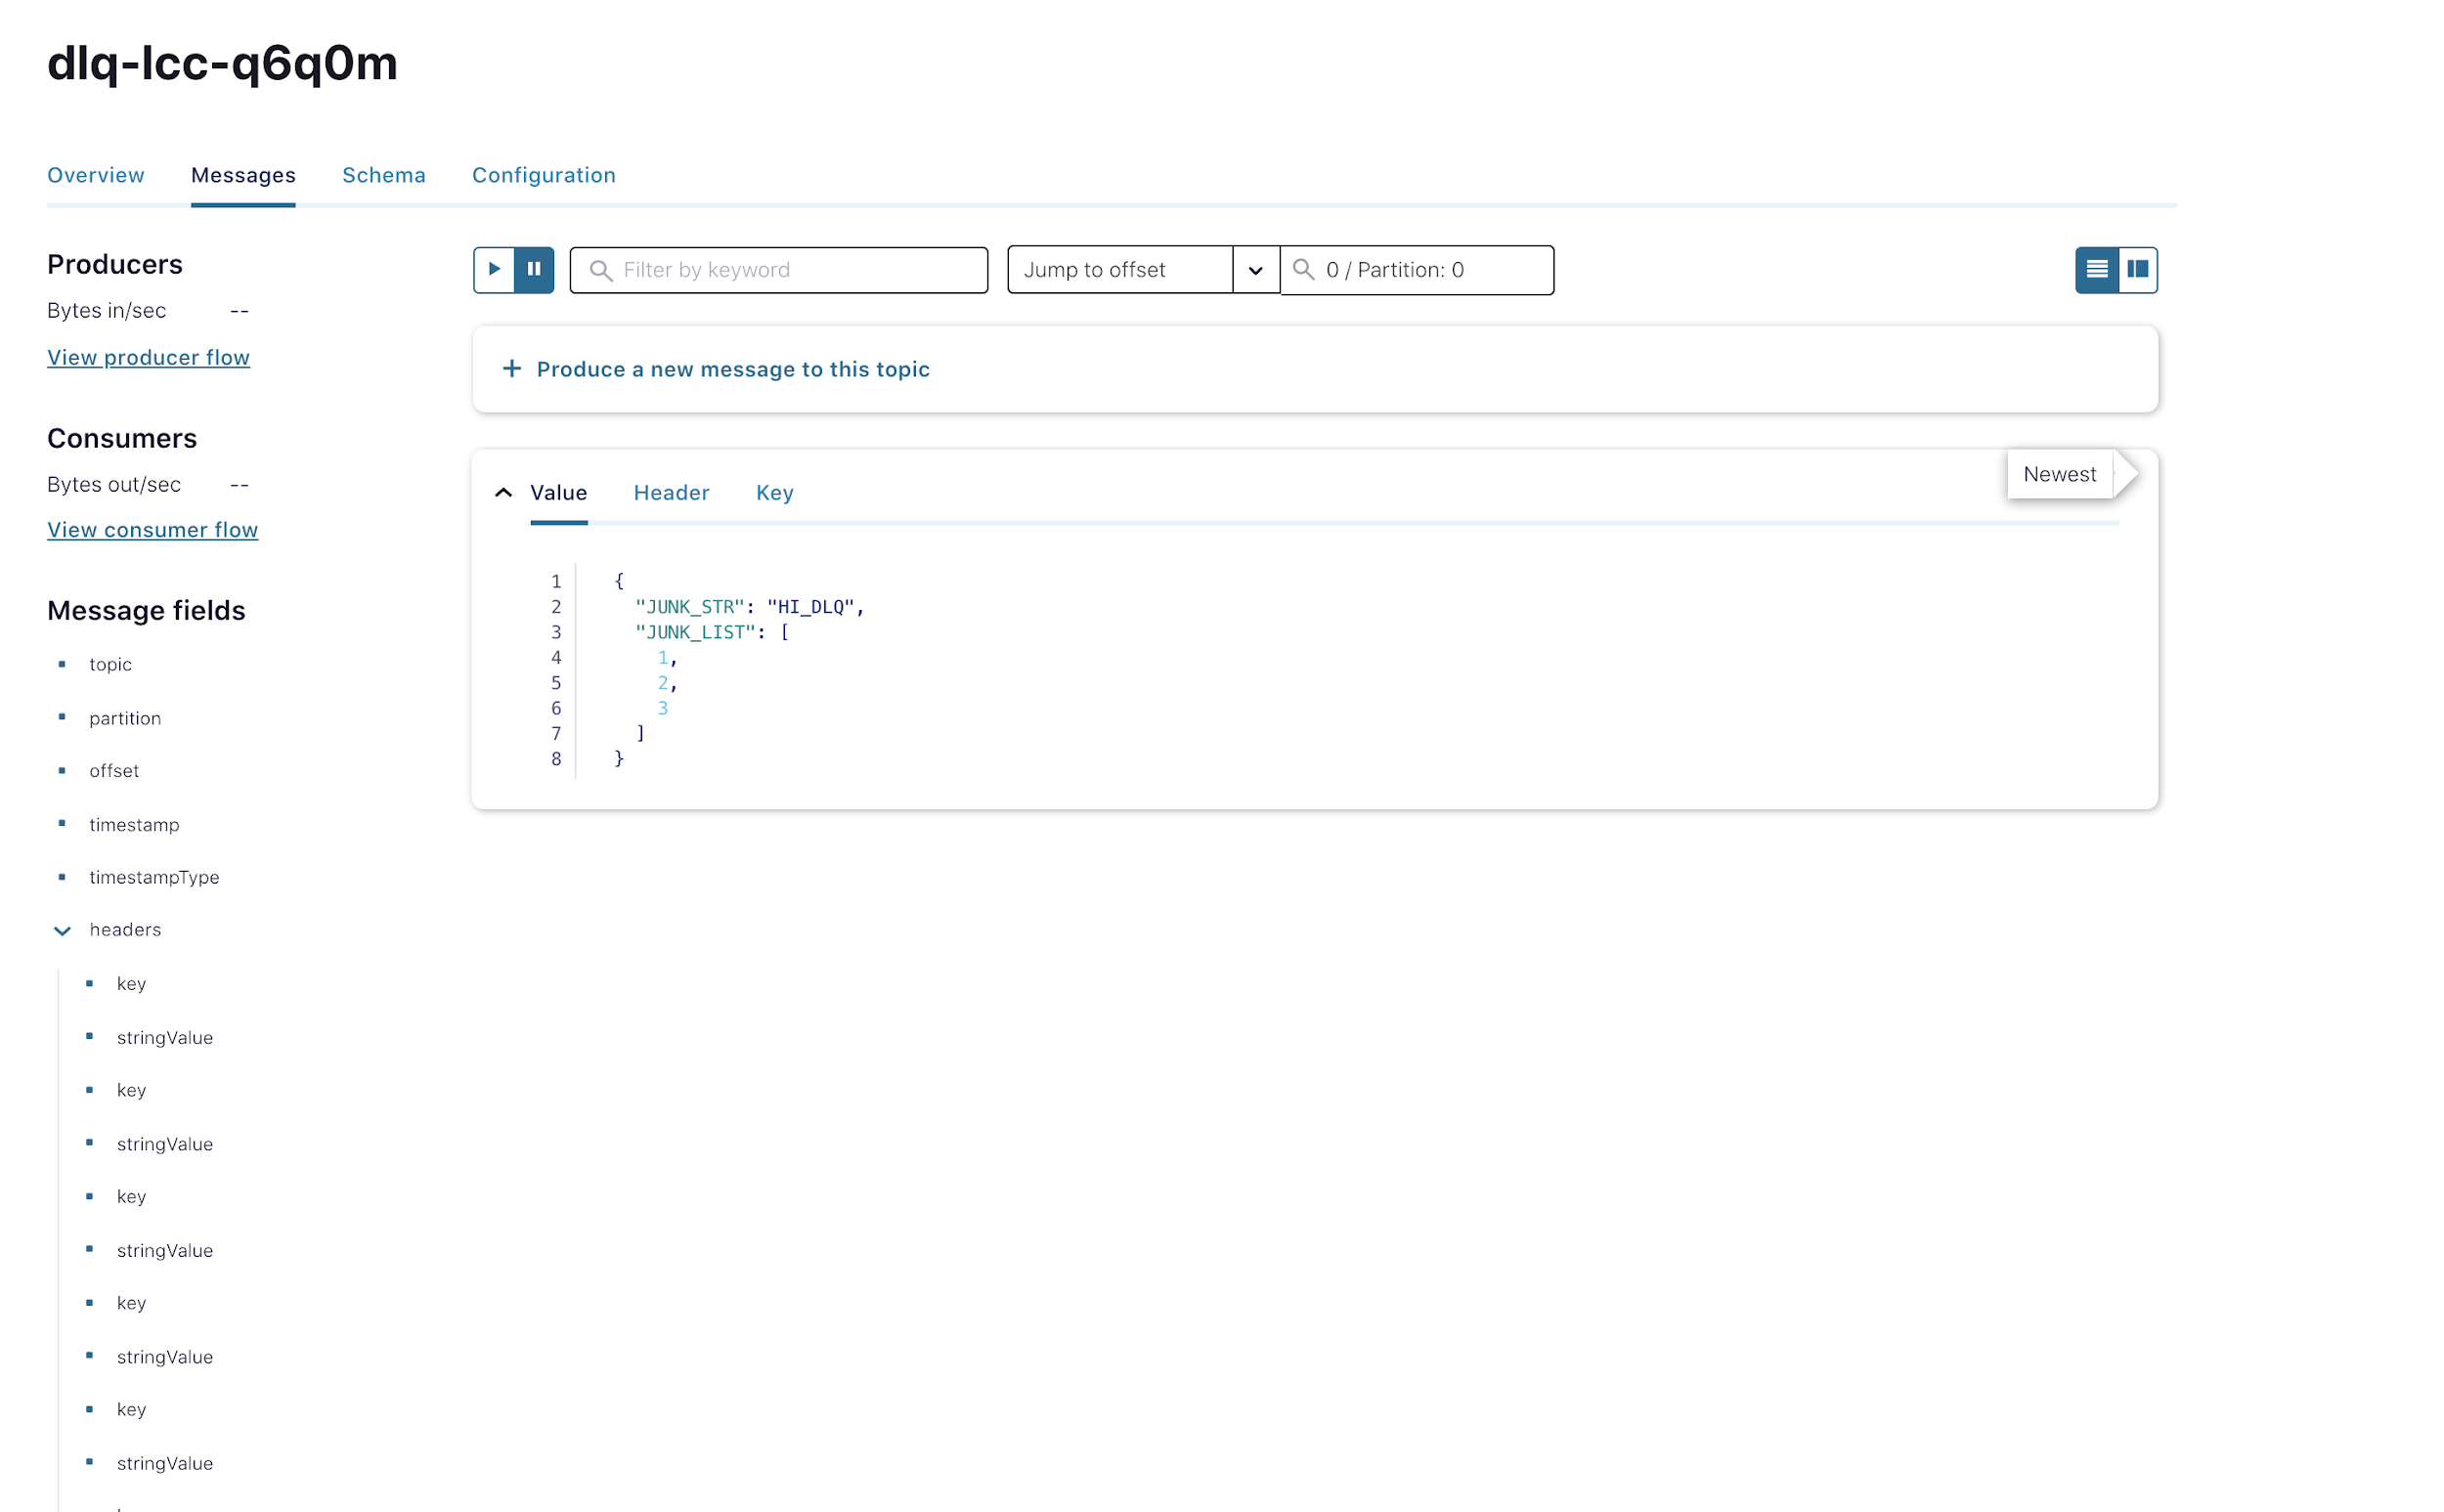 dlq-lcc-q6q0m
Overview Messages Schema Configuration
Producers
Bytes in/sec --
View producer flow
Consumers
Bytes out/sec --
View consumer flow
Message fields
topic
partition
offset
timestamp
timestampType
headers
key
stringValue
key
stringValue
key
stringValue
key
stringValue
key
stringValue
Filter by keyword
Jump to offset
0 / Partition: 0
+ Produce a new message to this topic
Newest
Value Header Key
1 {
2 "JUNK_STR": "HI_DLQ",
3 "JUNK_LIST": [
4 1,
5 2,
6 3
7 ]
8 }